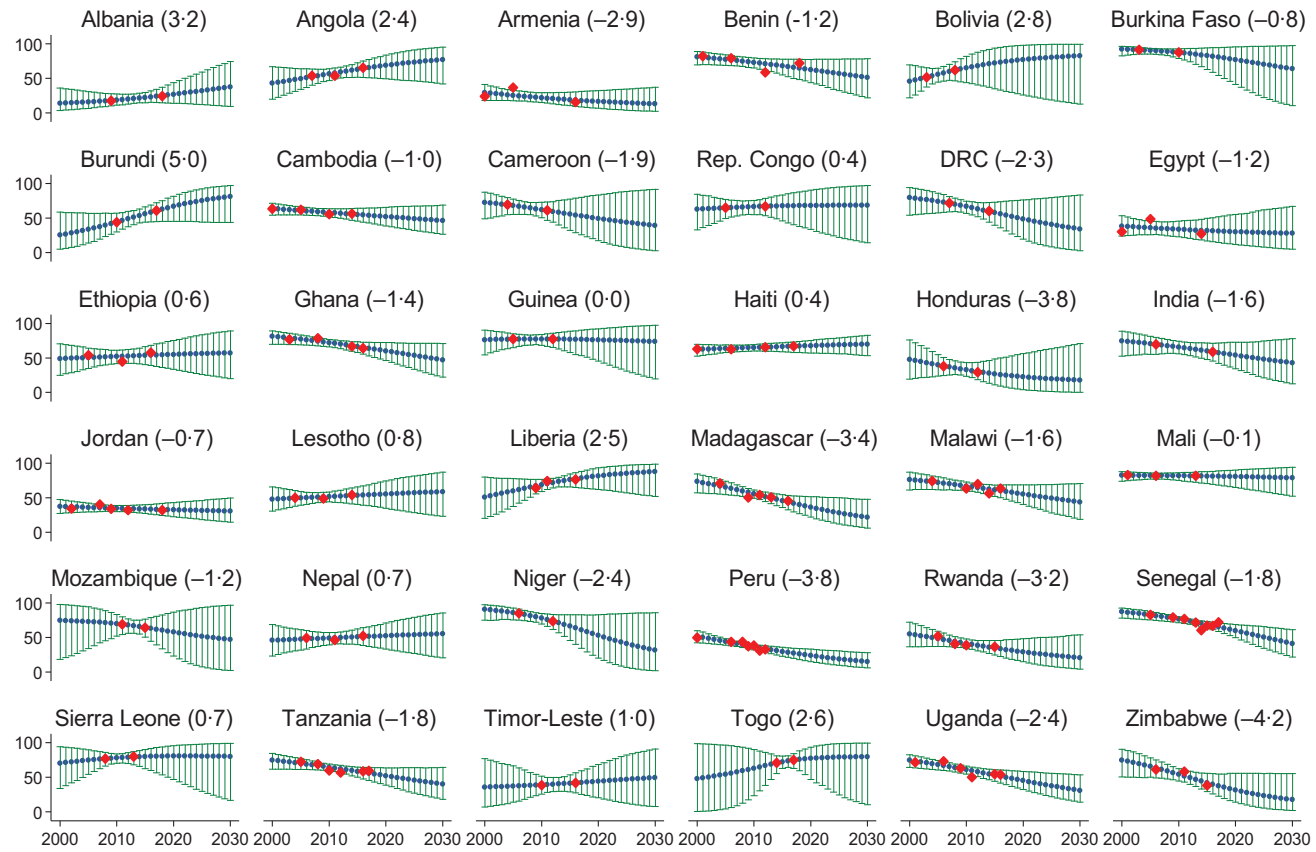 Albania (3·2) Angola (2·4) Armenia (−2·9) Benin (-1·2) Bolivia (2·8) Burkina Faso (−0·8)
100
50
0
Burundi (5·0) Cambodia (−1·0) Cameroon (−1·9) Rep. Congo (0·4) DRC (−2·3) Egypt (−1·2)
100
50
0
Ethiopia (0·6) Ghana (−1·4) Guinea (0·0) Haiti (0·4) Honduras (−3·8) India (−1·6)
100
50
0
Jordan (−0·7) Lesotho (0·8) Liberia (2·5) Madagascar (−3·4) Malawi (−1·6) Mali (−0·1)
100
50
0
Mozambique (−1·2) Nepal (0·7) Niger (−2·4) Peru (−3·8) Rwanda (−3·2) Senegal (−1·8)
100
50
0
Sierra Leone (0·7) Tanzania (−1·8) Timor-Leste (1·0) Togo (2·6) Uganda (−2·4) Zimbabwe (−4·2)
100
50
0
2000 2010 2020 2030 2000 2010 2020 2030 2000 2010 2020 2030 2000 2010 2020 2030 2000 2010 2020 2030 2000 2010 2020 2030